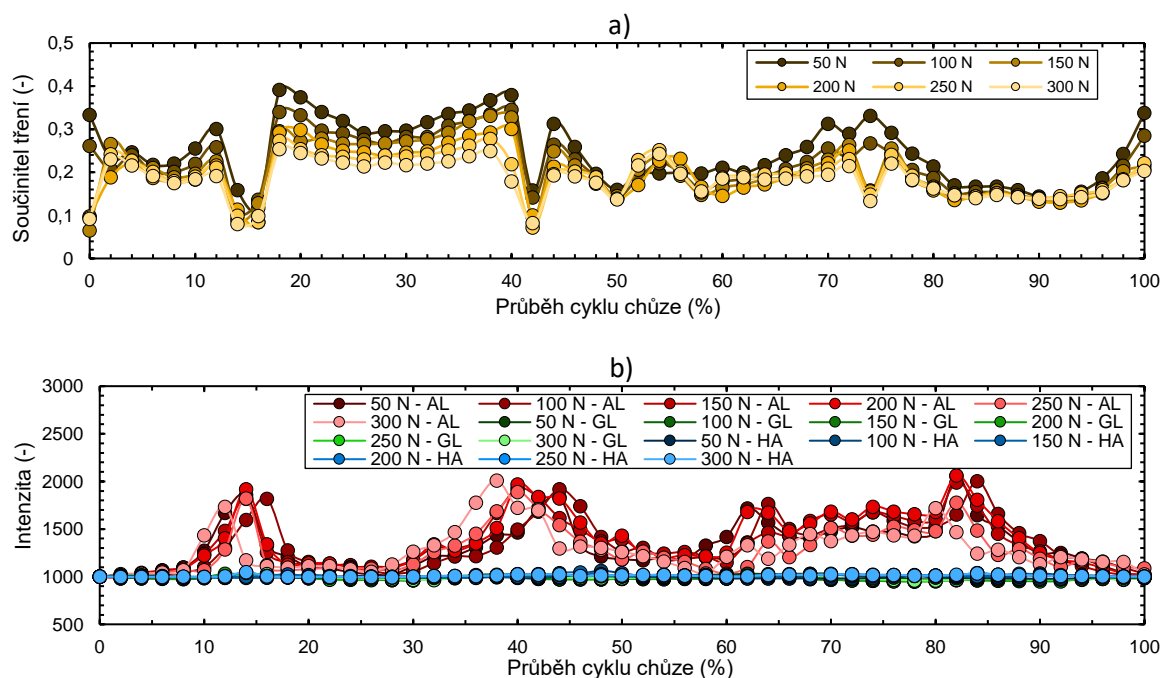 a)
Součinitel tření (-)
0,5
0,4
0,3
0,2
0,1
0
50 N 100 N 150 N
200 N 250 N 300 N
0 10 20 30 40 50 60 70 80 90 100
Průběh cyklu chůze (%)
b)
Intenzita (-)
3000
2500
2000
1500
1000
500
50 N - AL 100 N - AL 150 N - AL 200 N - AL 250 N - AL
300 N - AL 50 N - GL 100 N - GL 150 N - GL 200 N - GL
250 N - GL 300 N - GL 50 N - HA 100 N - HA 150 N - HA
200 N - HA 250 N - HA 300 N - HA
0 10 20 30 40 50 60 70 80 90 100
Průběh cyklu chůze (%)